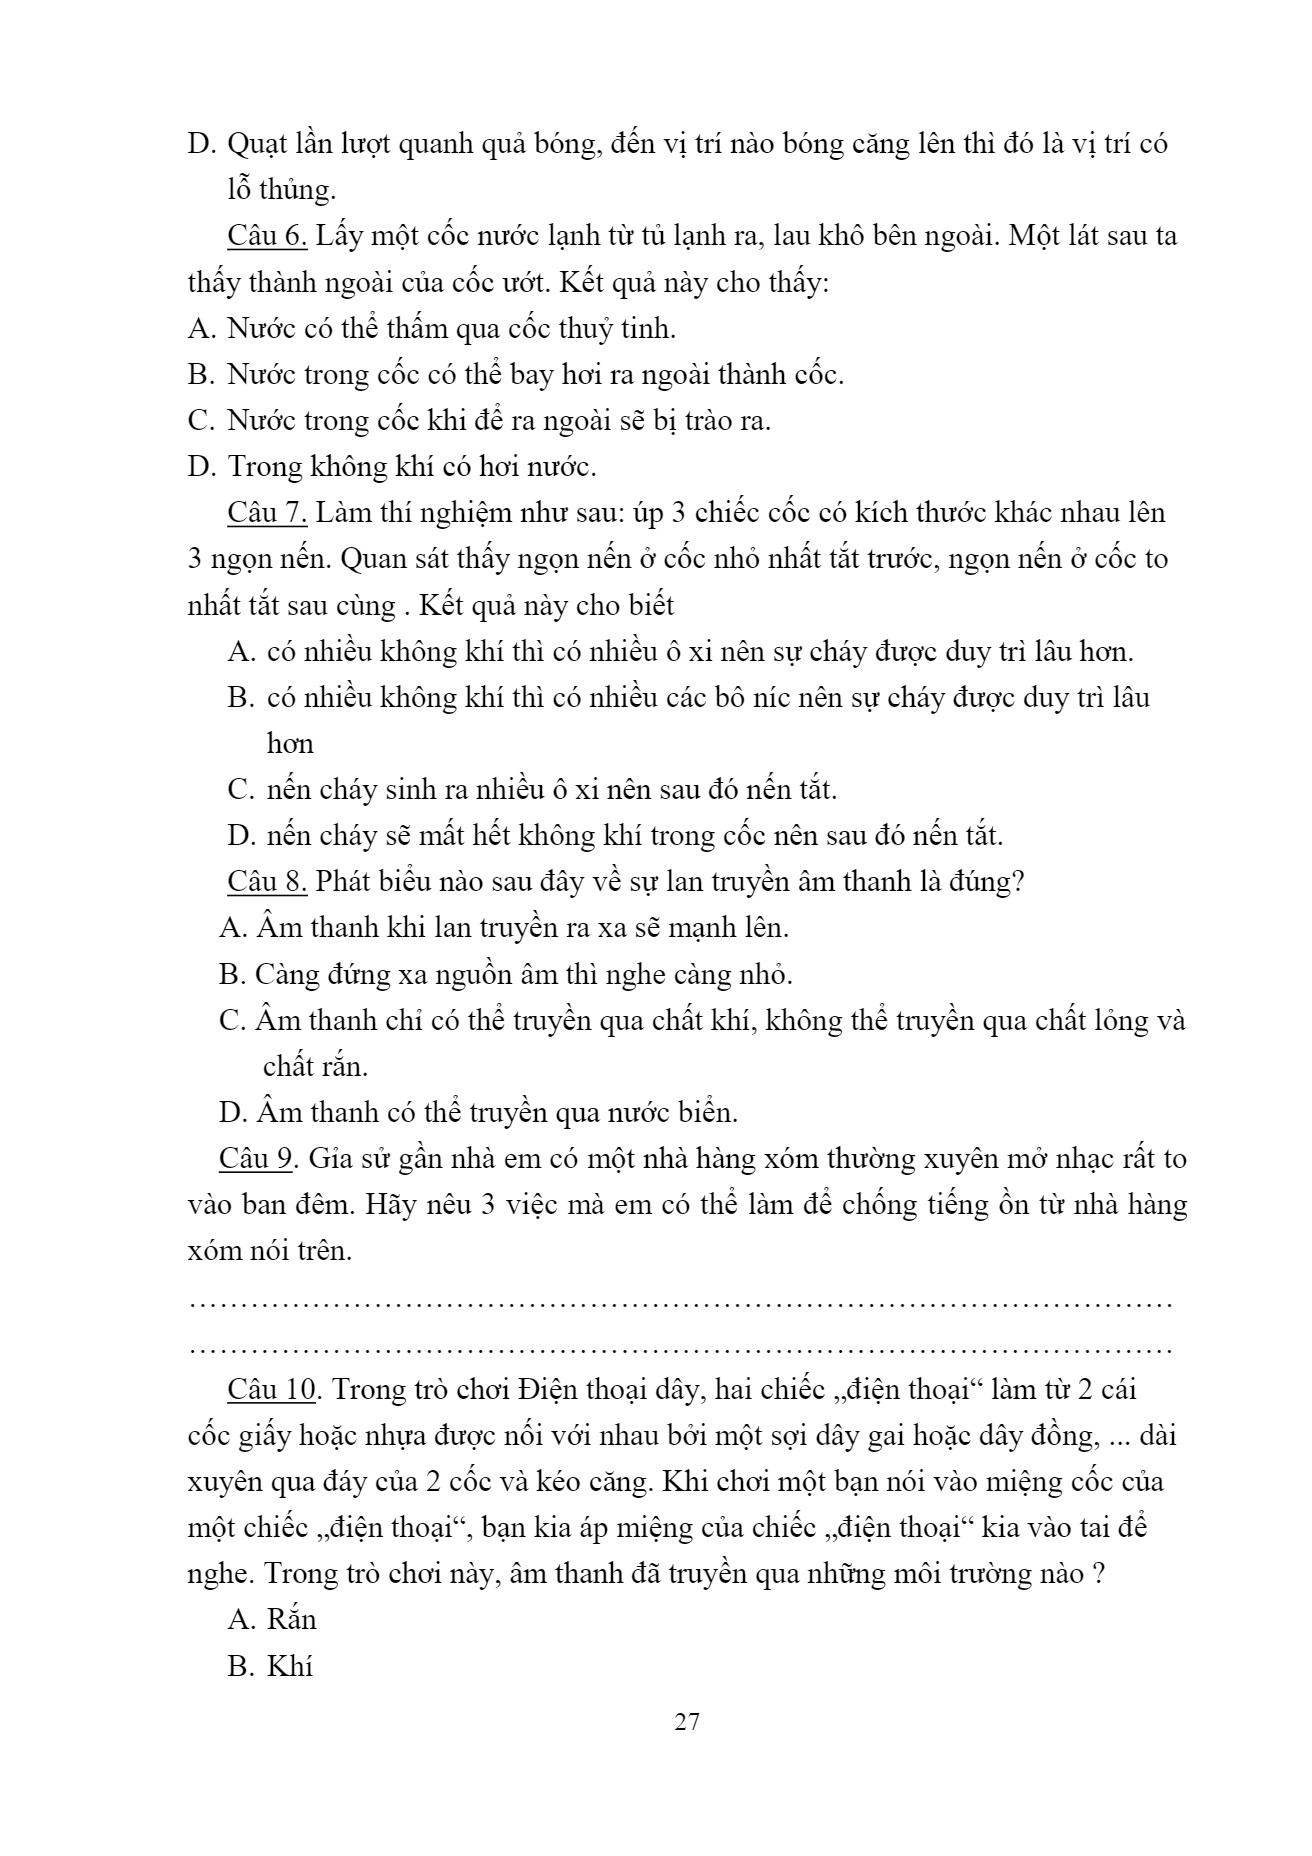 D. Quạt lần lượt quanh quả bóng, đến vị trí nào bóng căng lên thì đó là vị trí có
lỗ thủng.
Câu 6. Lấy một cốc nước lạnh từ tủ lạnh ra, lau khô bên ngoài. Một lát sau ta
thấy thành ngoài của cốc ướt. Kết quả này cho thấy:
A. Nước có thể thấm qua cốc thuỷ tinh.
B. Nước trong cốc có thể bay hơi ra ngoài thành cốc.
C. Nước trong cốc khi để ra ngoài sẽ bị trào ra.
D. Trong không khí có hơi nước.
Câu 7. Làm thí nghiệm như sau: úp 3 chiếc cốc có kích thước khác nhau lên
3 ngọn nến. Quan sát thấy ngọn nến ở cốc nhỏ nhất tắt trước, ngọn nến ở cốc to
nhất tắt sau cùng . Kết quả này cho biết
A. có nhiều không khí thì có nhiều ô xi nên sự cháy được duy trì lâu hơn.
B. có nhiều không khí thì có nhiều các bô níc nên sự cháy được duy trì lâu
hơn
C. nến cháy sinh ra nhiều ô xi nên sau đó nến tắt.
D. nến cháy sẽ mất hết không khí trong cốc nên sau đó nến tắt.
Câu 8. Phát biểu nào sau đây về sự lan truyền âm thanh là đúng?
A. Âm thanh khi lan truyền ra xa sẽ mạnh lên.
B. Càng đứng xa nguồn âm thì nghe càng nhỏ.
C. Âm thanh chỉ có thể truyền qua chất khí, không thể truyền qua chất lỏng và
chất rắn.
D. Âm thanh có thể truyền qua nước biển.
Câu 9. Gỉa sử gần nhà em có một nhà hàng xóm thường xuyên mở nhạc rất to
vào ban đêm. Hãy nêu 3 việc mà em có thể làm để chống tiếng ồn từ nhà hàng
xóm nói trên.
……………………………………………………………………………………
……………………………………………………………………………………
Câu 10. Trong trò chơi Điện thoại dây, hai chiếc „điện thoại“ làm từ 2 cái
cốc giấy hoặc nhựa được nối với nhau bởi một sợi dây gai hoặc dây đồng, ... dài
xuyên qua đáy của 2 cốc và kéo căng. Khi chơi một bạn nói vào miệng cốc của
một chiếc „điện thoại“, bạn kia áp miệng của chiếc „điện thoại“ kia vào tai để
nghe. Trong trò chơi này, âm thanh đã truyền qua những môi trường nào ?
A. Rắn
B. Khí
27